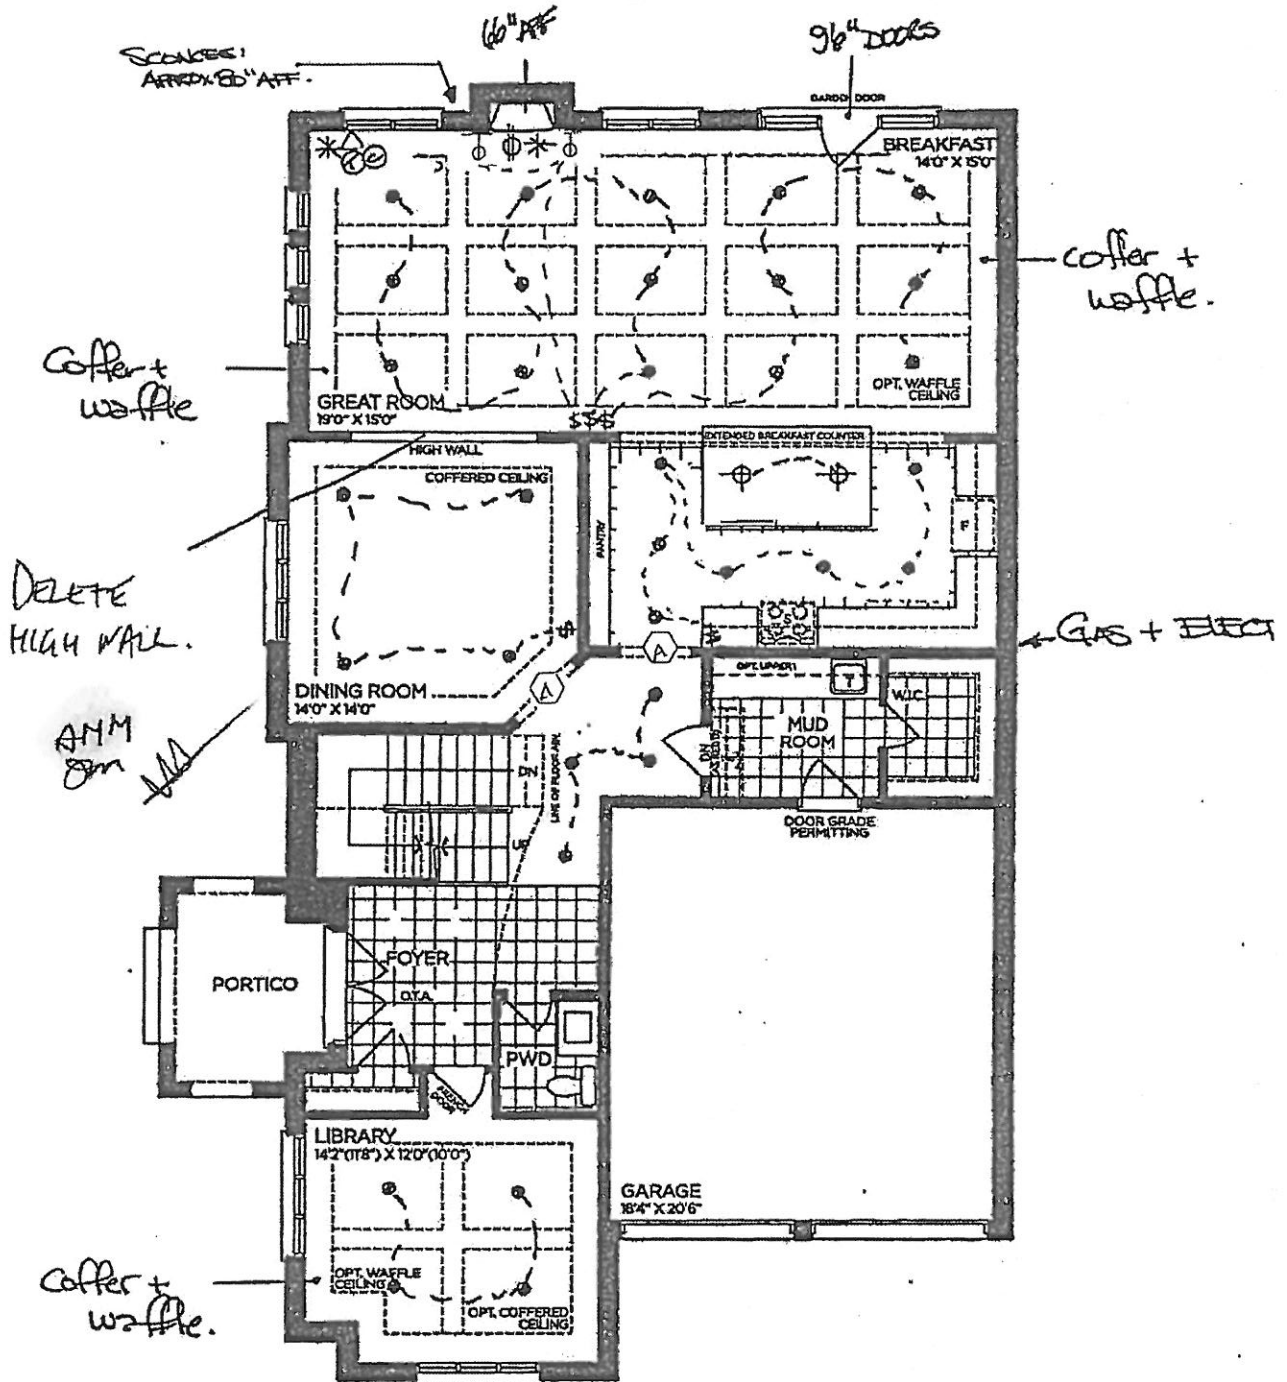 SCONCES:
APPROX 80" AFF.
66" AFF
96" DOORS
GARDEN DOOR
BREAKFAST
14'0" X 15'0"
coffer +
waffle.
Coffer +
waffle
OPT. WAFFLE
CEILING
GREAT ROOM
19'0" X 15'0"
$ $ $
HIGH WALL
EXTENDED BREAKFAST COUNTER
COFFERED CEILING
PANTRY
F
DELETE
HIGH WALL.
$
$
S
A
A
GAS + ELECT
DINING ROOM
14'0" X 14'0"
OPT. UPPERS
T
W.I.C.
MUD
ROOM
DN
DN
UP
DOOR GRADE
PERMITTING
FOYER
O.T.A.
PORTICO
PWD
FRENCH
DOOR
LIBRARY
14'2"(11'8") X 12'0"(10'0")
GARAGE
18'4" X 20'6"
Coffer +
waffle.
OPT. WAFFLE
CEILING
OPT. COFFERED
CEILING